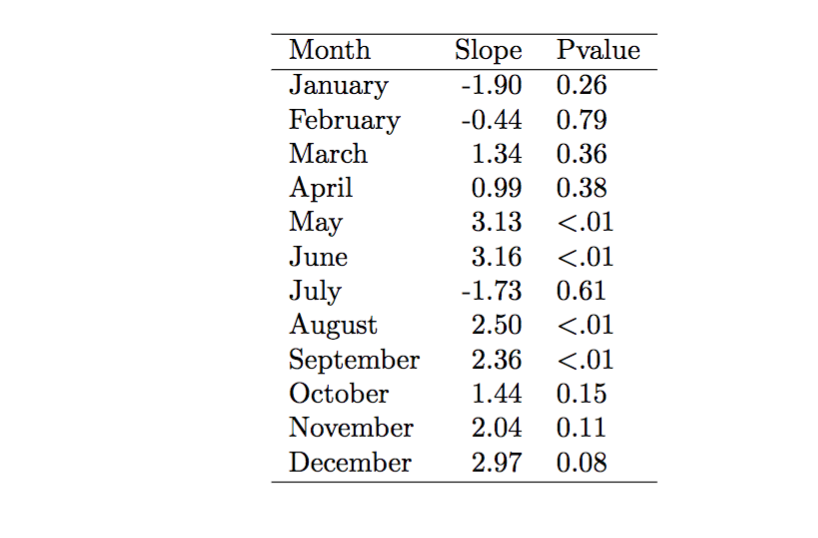 Month Slope Pvalue
January -1.90 0.26
February -0.44 0.79
March 1.34 0.36
April 0.99 0.38
May 3.13 <.01
June 3.16 <.01
July -1.73 0.61
August 2.50 <.01
September 2.36 <.01
October 1.44 0.15
November 2.04 0.11
December 2.97 0.08